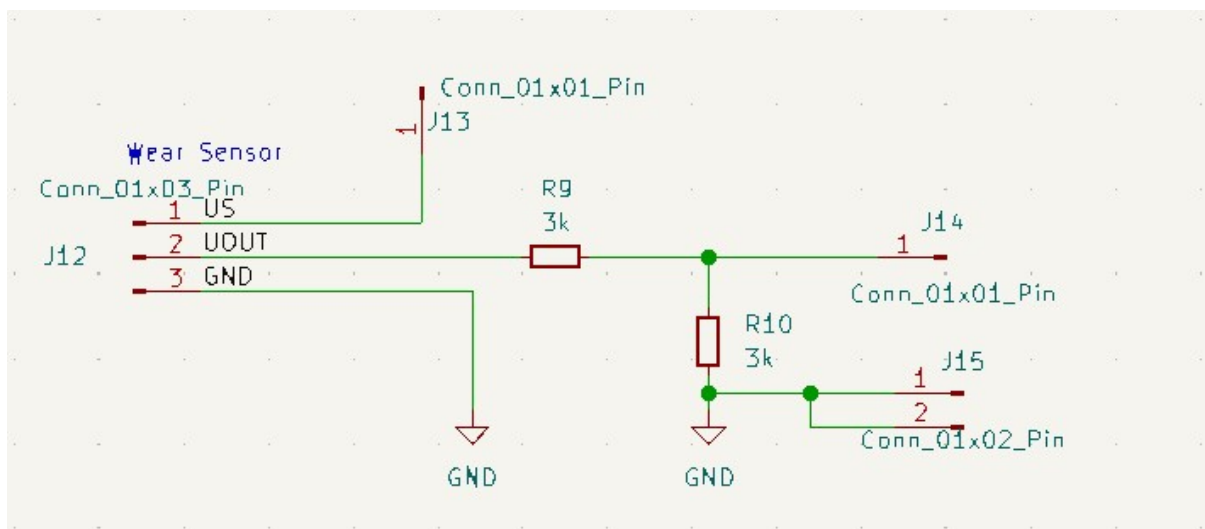 Conn_01x01_Pin
J13
1
Wear Sensor
Conn_01x03_Pin
1 US
J12
2 UOUT
3 GND
R9
3k
J14
1
Conn_01x01_Pin
R10
3k
J15
1
2
Conn_01x02_Pin
GND
GND